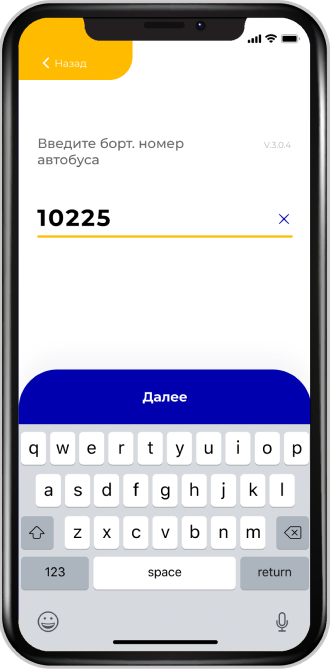 Назад
Введите борт. номер
автобуса
V.3.0.4
10225
Далее
q w e r t y u i o p
a s d f g h j k l
z x c v b n m
123 space return